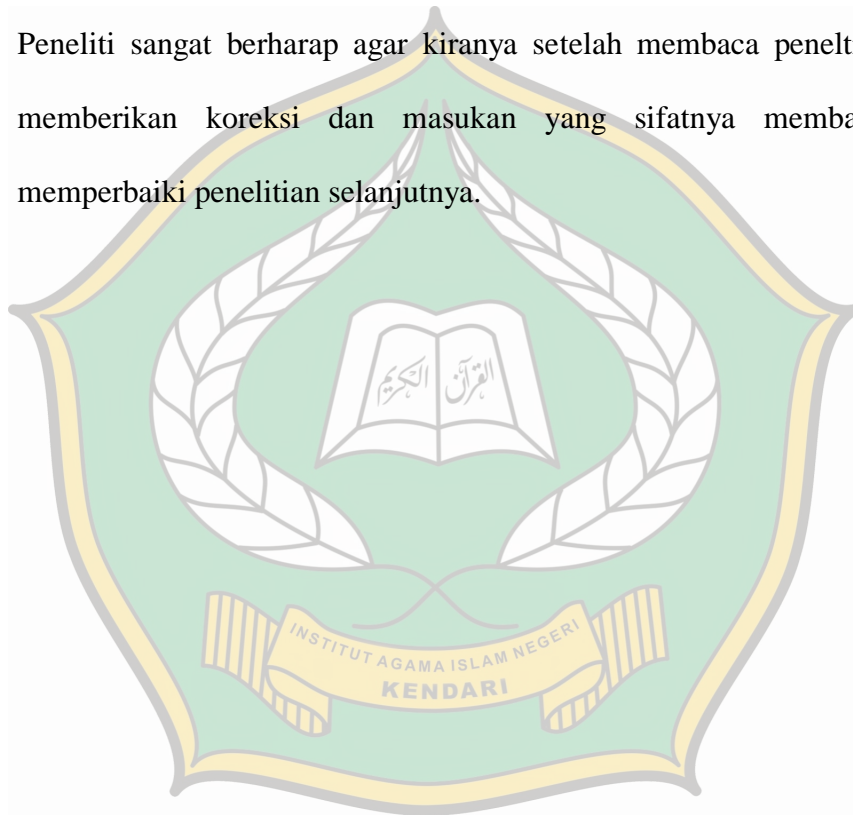 Peneliti sangat berharap agar kiranya setelah membaca penelt
memberikan koreksi dan masukan yang sifatnya memba
memperbaiki penelitian selanjutnya.
القرآن الكريم
INSTITUT AGAMA ISLAM NEGERI
KENDARI